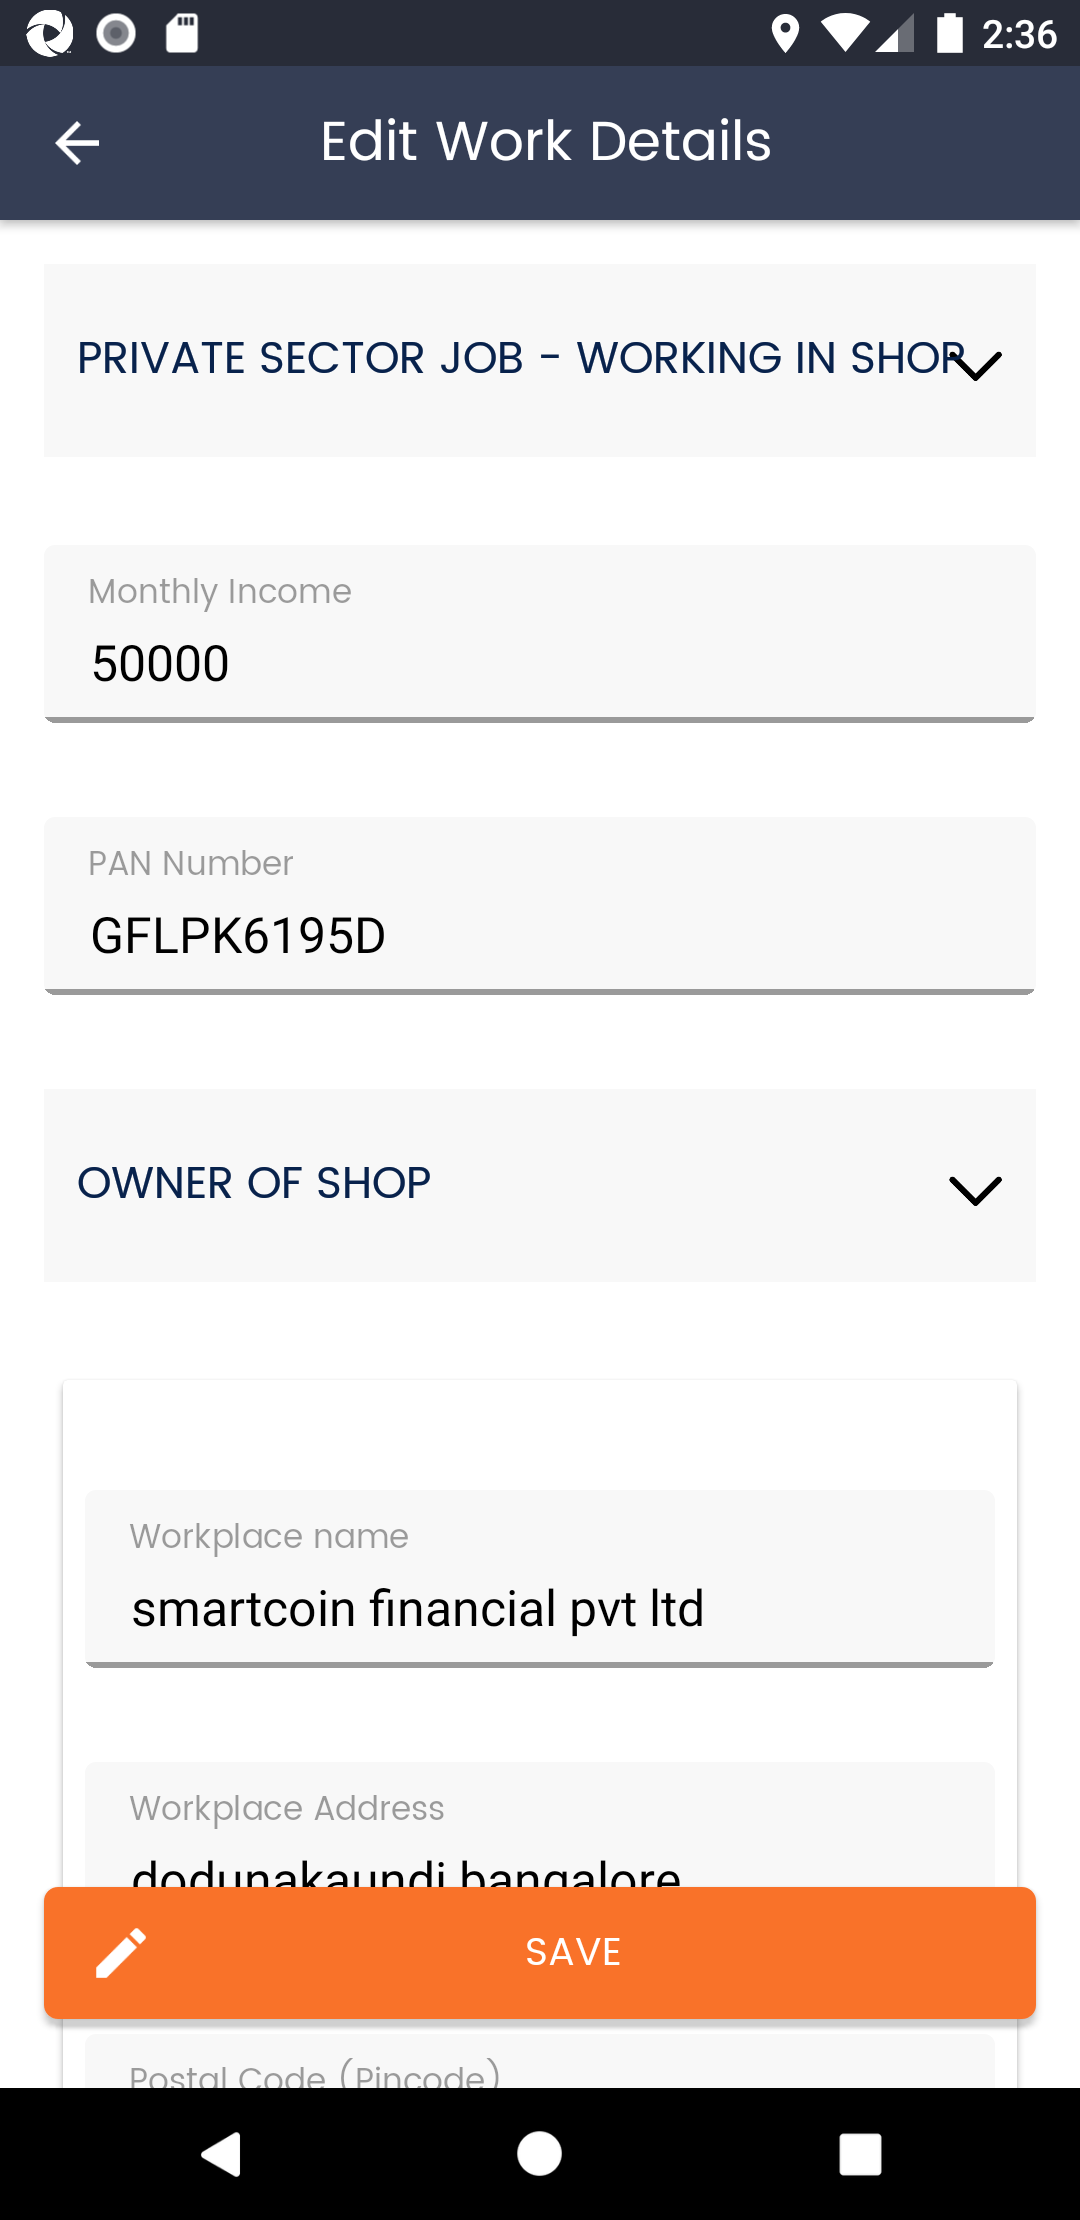 2:36
Edit Work Details
PRIVATE SECTOR JOB - WORKING IN SHOP
Monthly Income
50000
PAN Number
GFLPK6195D
OWNER OF SHOP
Workplace name
smartcoin financial pvt ltd
Workplace Address
dodunakaundi bangalore
SAVE
Postal Code (Pincode)